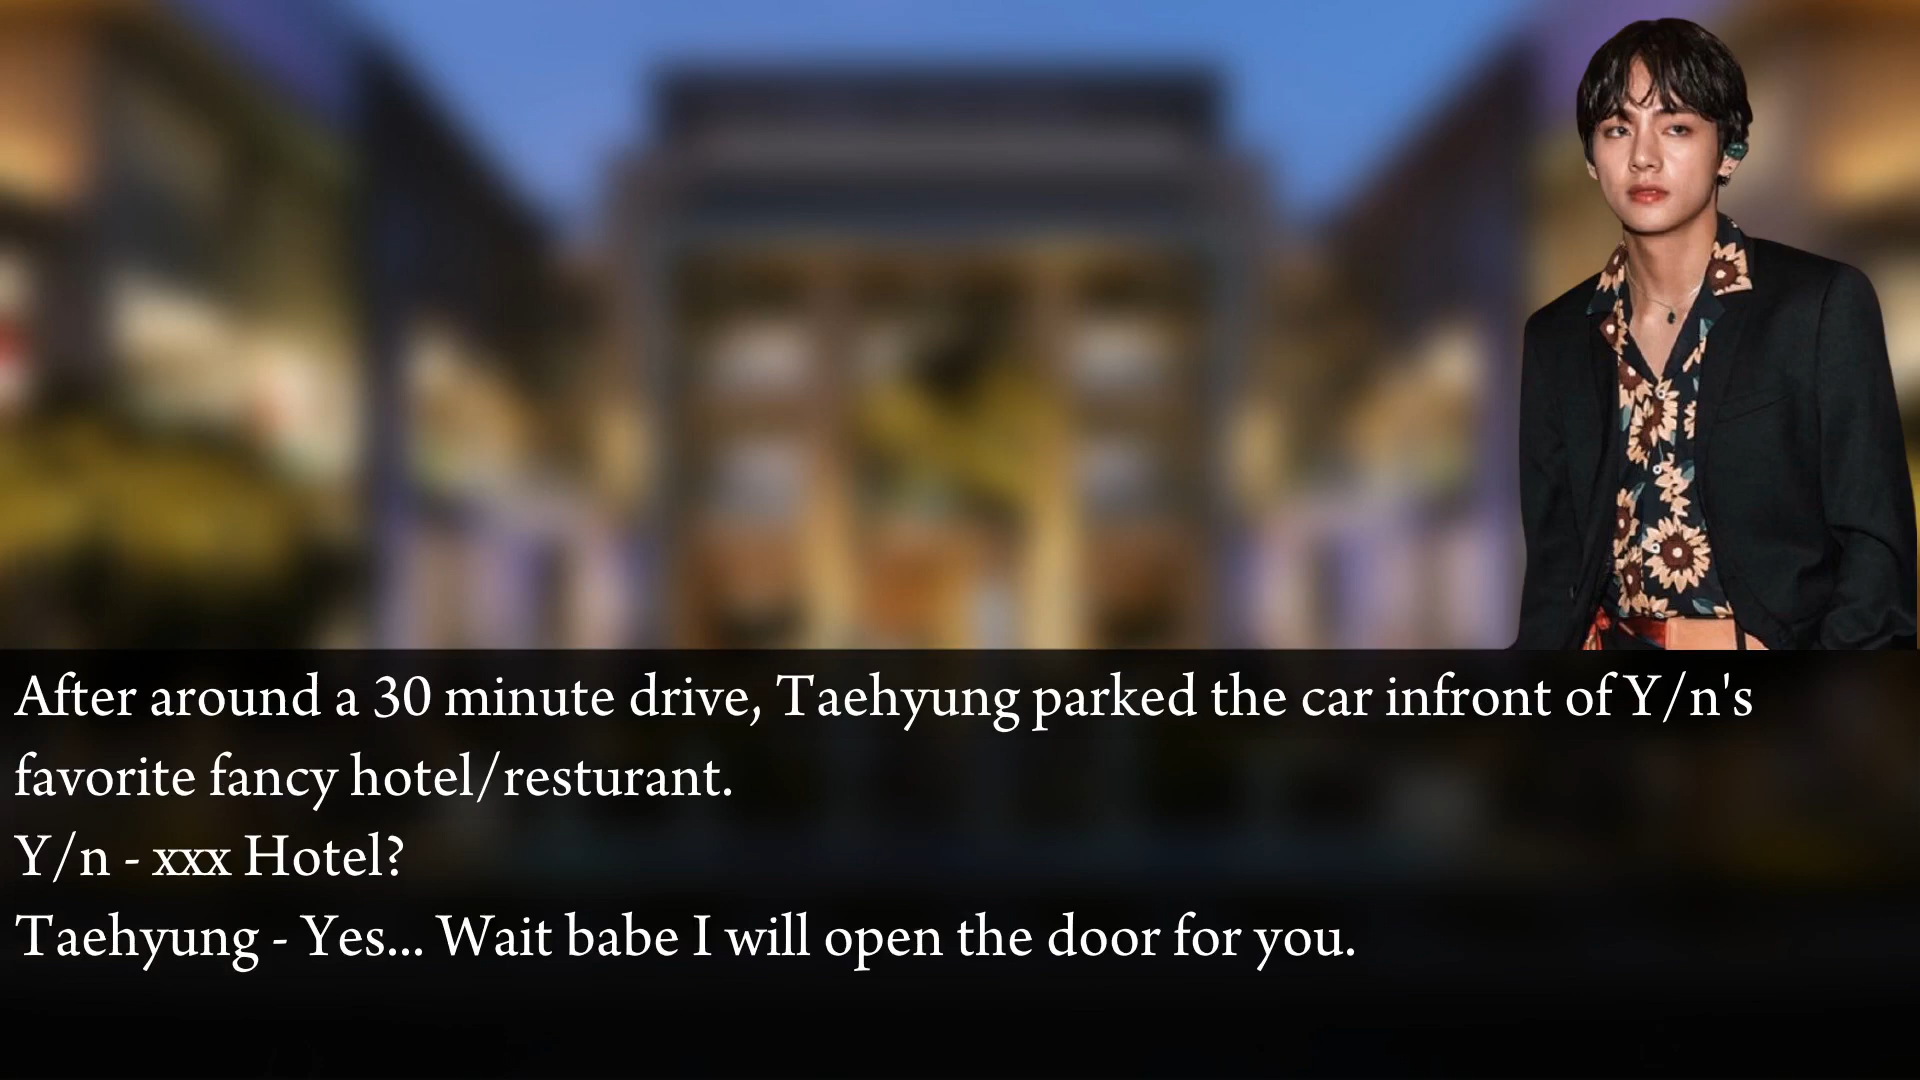 After around a 30 minute drive, Taehyung parked the car infront of Y/n's
favorite fancy hotel/resturant.
Y/n - xxx Hotel?
Taehyung - Yes... Wait babe I will open the door for you.